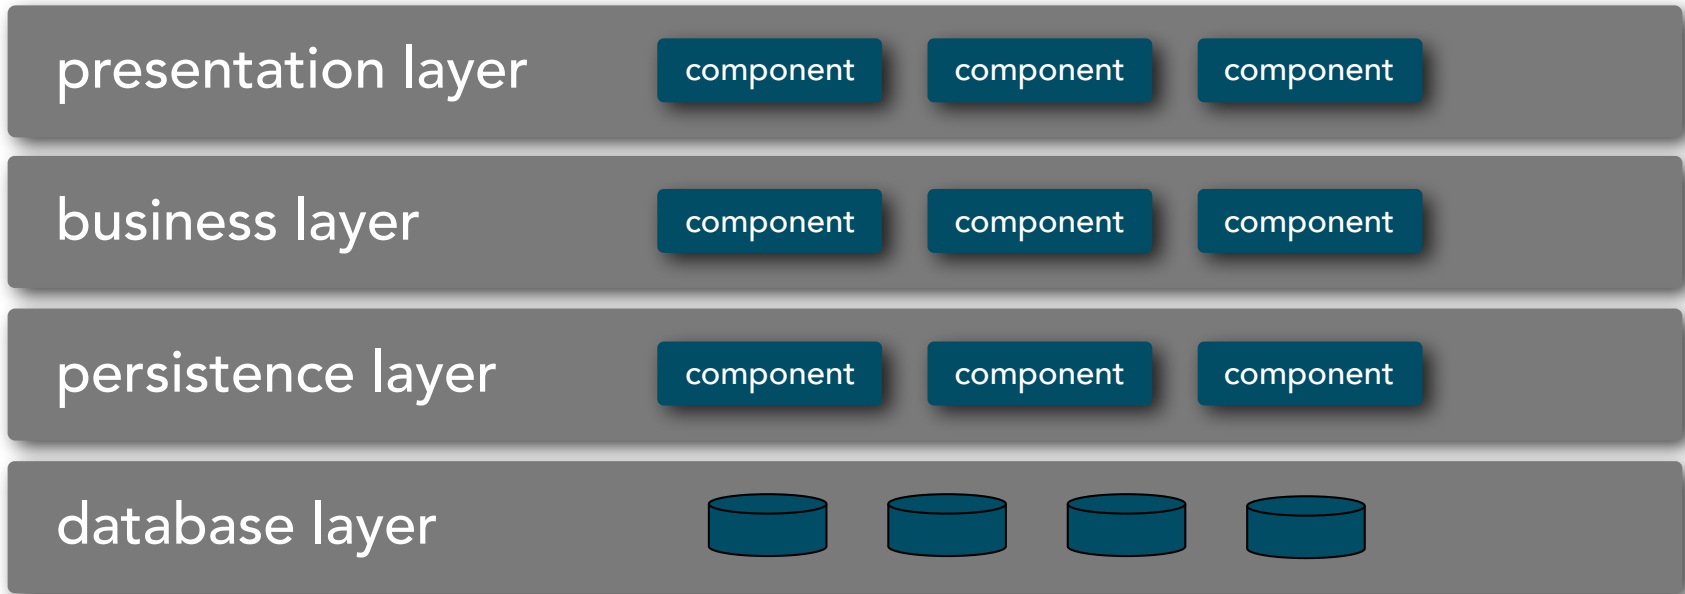 presentation layer
component component component
business layer
component component component
persistence layer
component component component
database layer